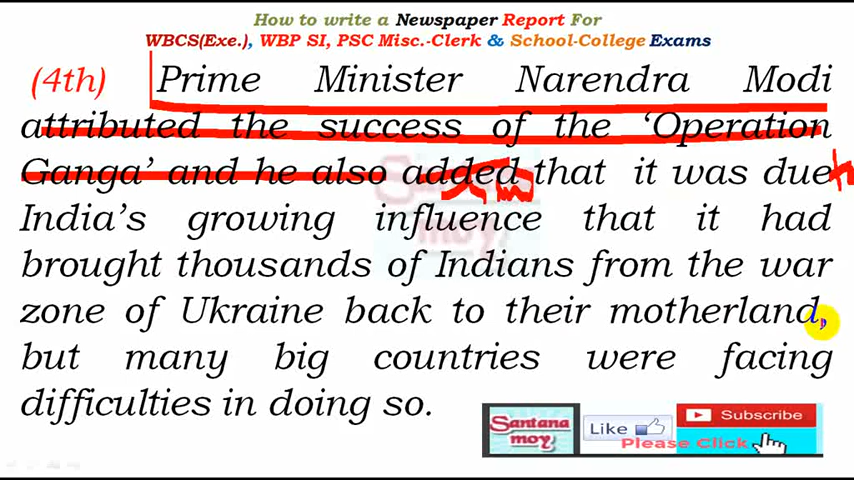 How to write a Newspaper Report For
WBCS(Exe.), WBP SI, PSC Misc.-Clerk & School-College Exams
(4th) Prime Minister Narendra Modi
attributed the success of the ‘Operation
Ganga’ and he also added that it was due
India’s growing influence that it had
brought thousands of Indians from the war
zone of Ukraine back to their motherland,
but many big countries were facing
difficulties in doing so.
Santana
moy
Like
Subscribe
Please Click